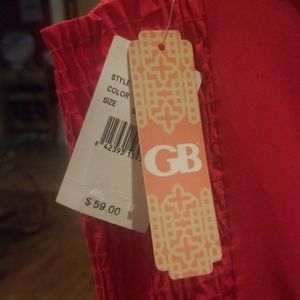 STYLE
COLOR
SIZE
GB
$ 59.00